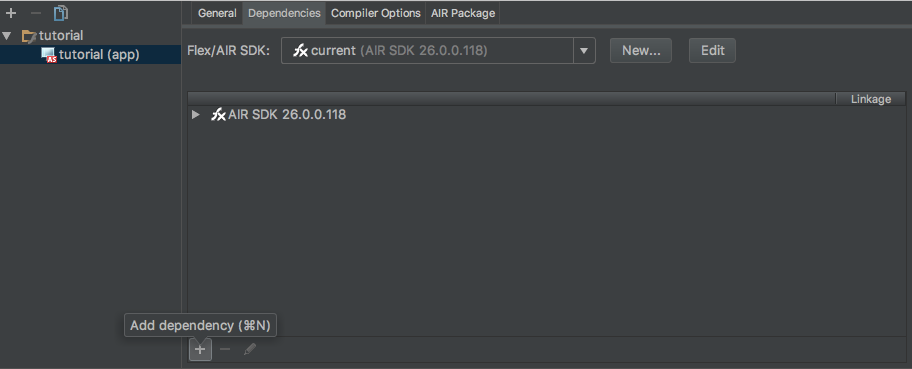 General Dependencies Compiler Options AIR Package
tutorial
tutorial (app)
Flex/AIR SDK: current (AIR SDK 26.0.0.118) New... Edit
Linkage
AIR SDK 26.0.0.118
Add dependency (⌘N)